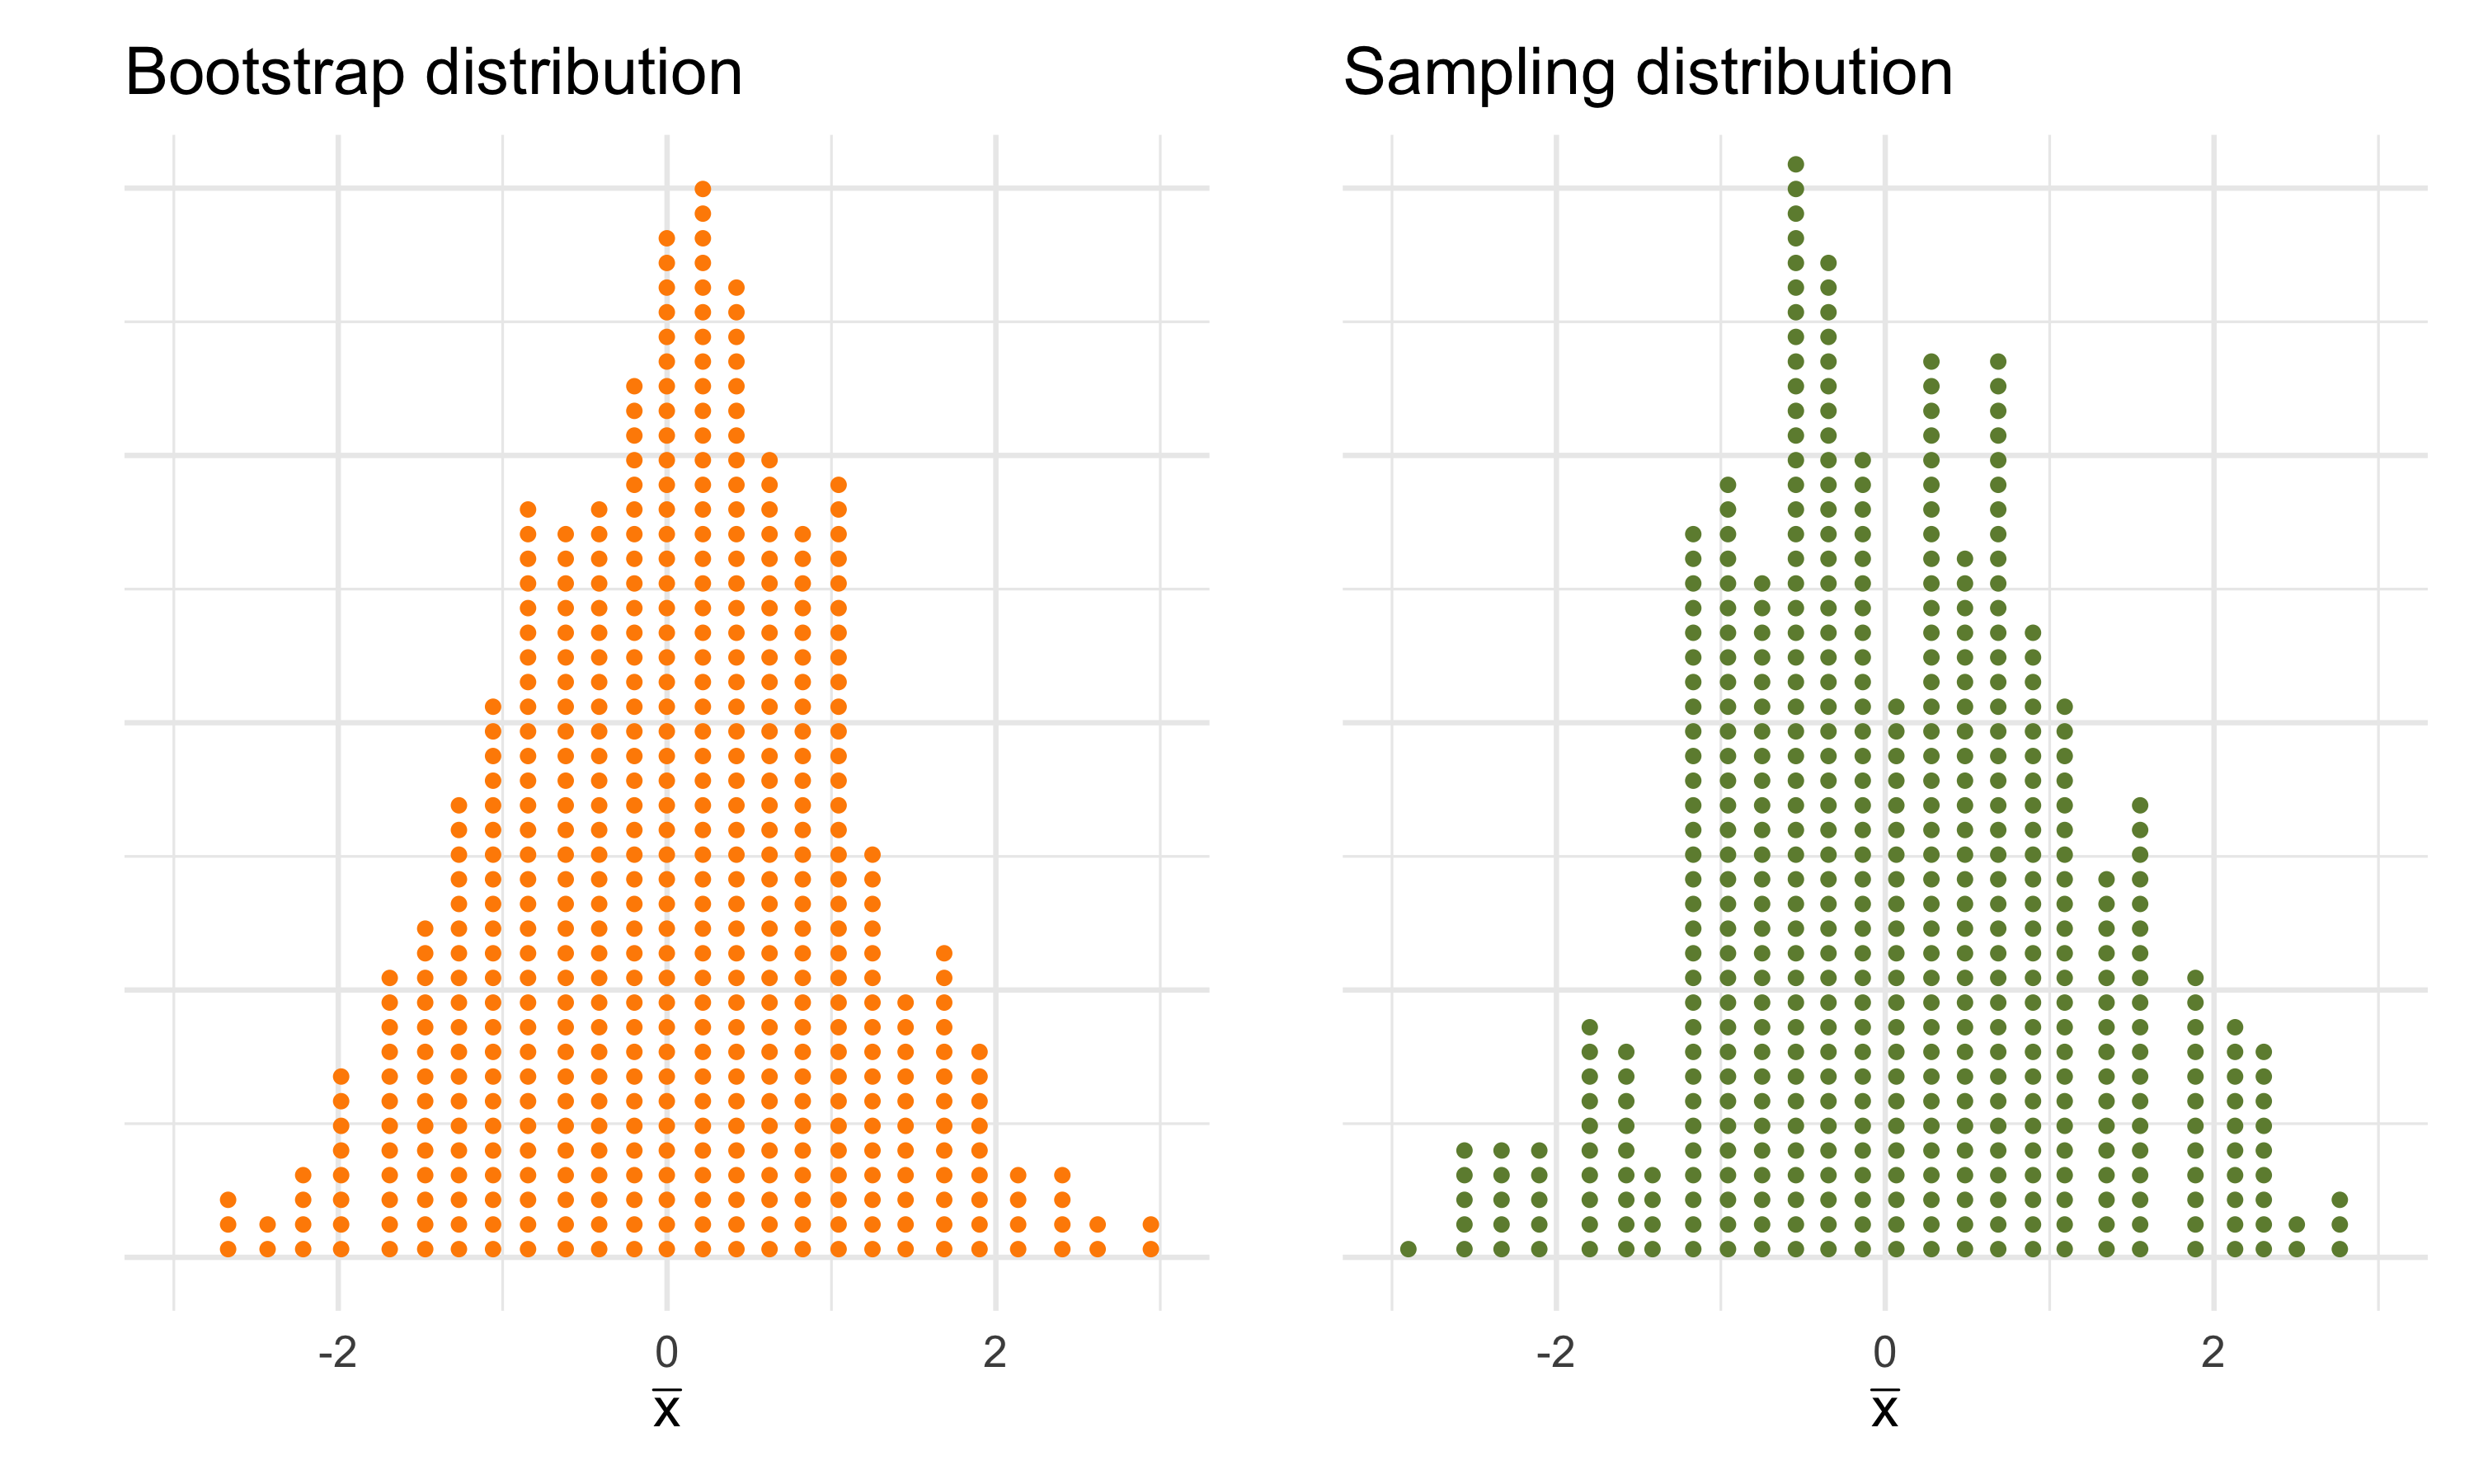 Bootstrap distribution
Sampling distribution
-2 0 2
x̅
-2 0 2
x̅